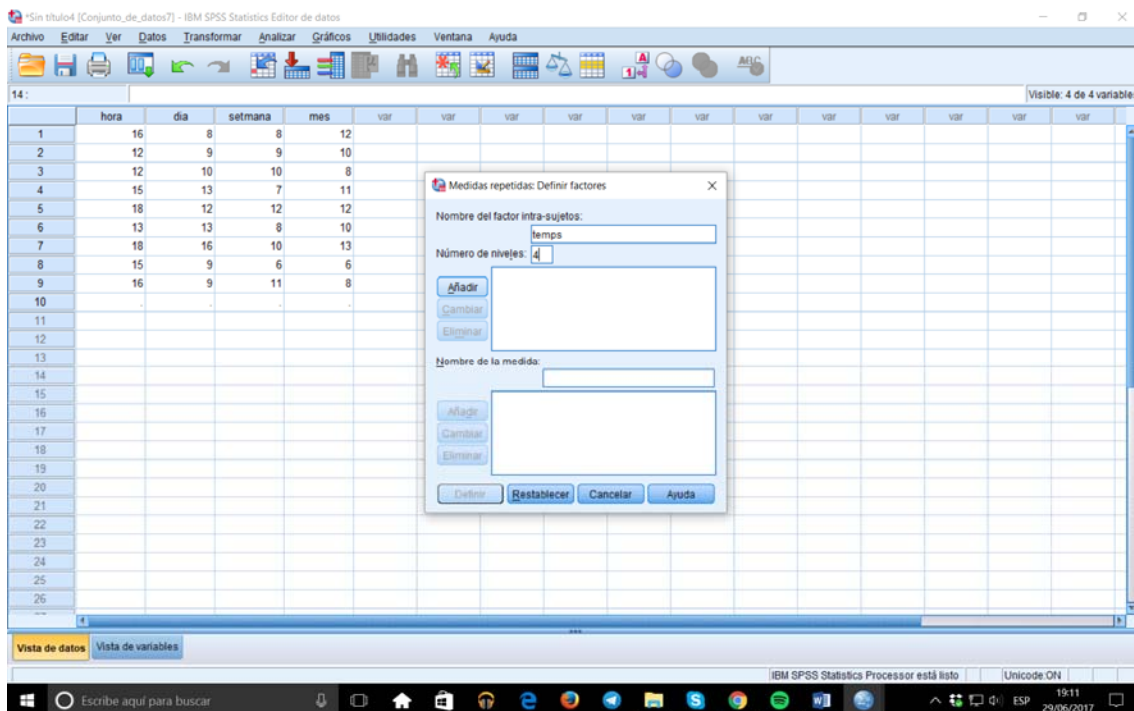 *Sin título4 [Conjunto_de_datos7] - IBM SPSS Statistics Editor de datos
Archivo Editar Ver Datos Transformar Analizar Gráficos Utilidades Ventana Ayuda
14 :
Visible: 4 de 4 variable
hora dia setmana mes var var var var var var var var var var var var
1 16 8 8 12
2 12 9 9 10
3 12 10 10 8
4 15 13 7 11
5 18 12 12 12
6 13 13 8 10
7 18 16 10 13
8 15 9 6 6
9 16 9 11 8
10 . . . .
11
12
13
14
15
16
17
18
19
20
21
22
23
24
25
26
Medidas repetidas: Definir factores
Nombre del factor intra-sujetos:
temps
Número de niveles: 4
Añadir
Cambiar
Eliminar
Nombre de la medida:
Añadir
Cambiar
Eliminar
Definir Restablecer Cancelar Ayuda
Vista de datos Vista de variables
IBM SPSS Statistics Processor está listo Unicode:ON
Escribe aquí para buscar
ESP
19:11
29/06/2017